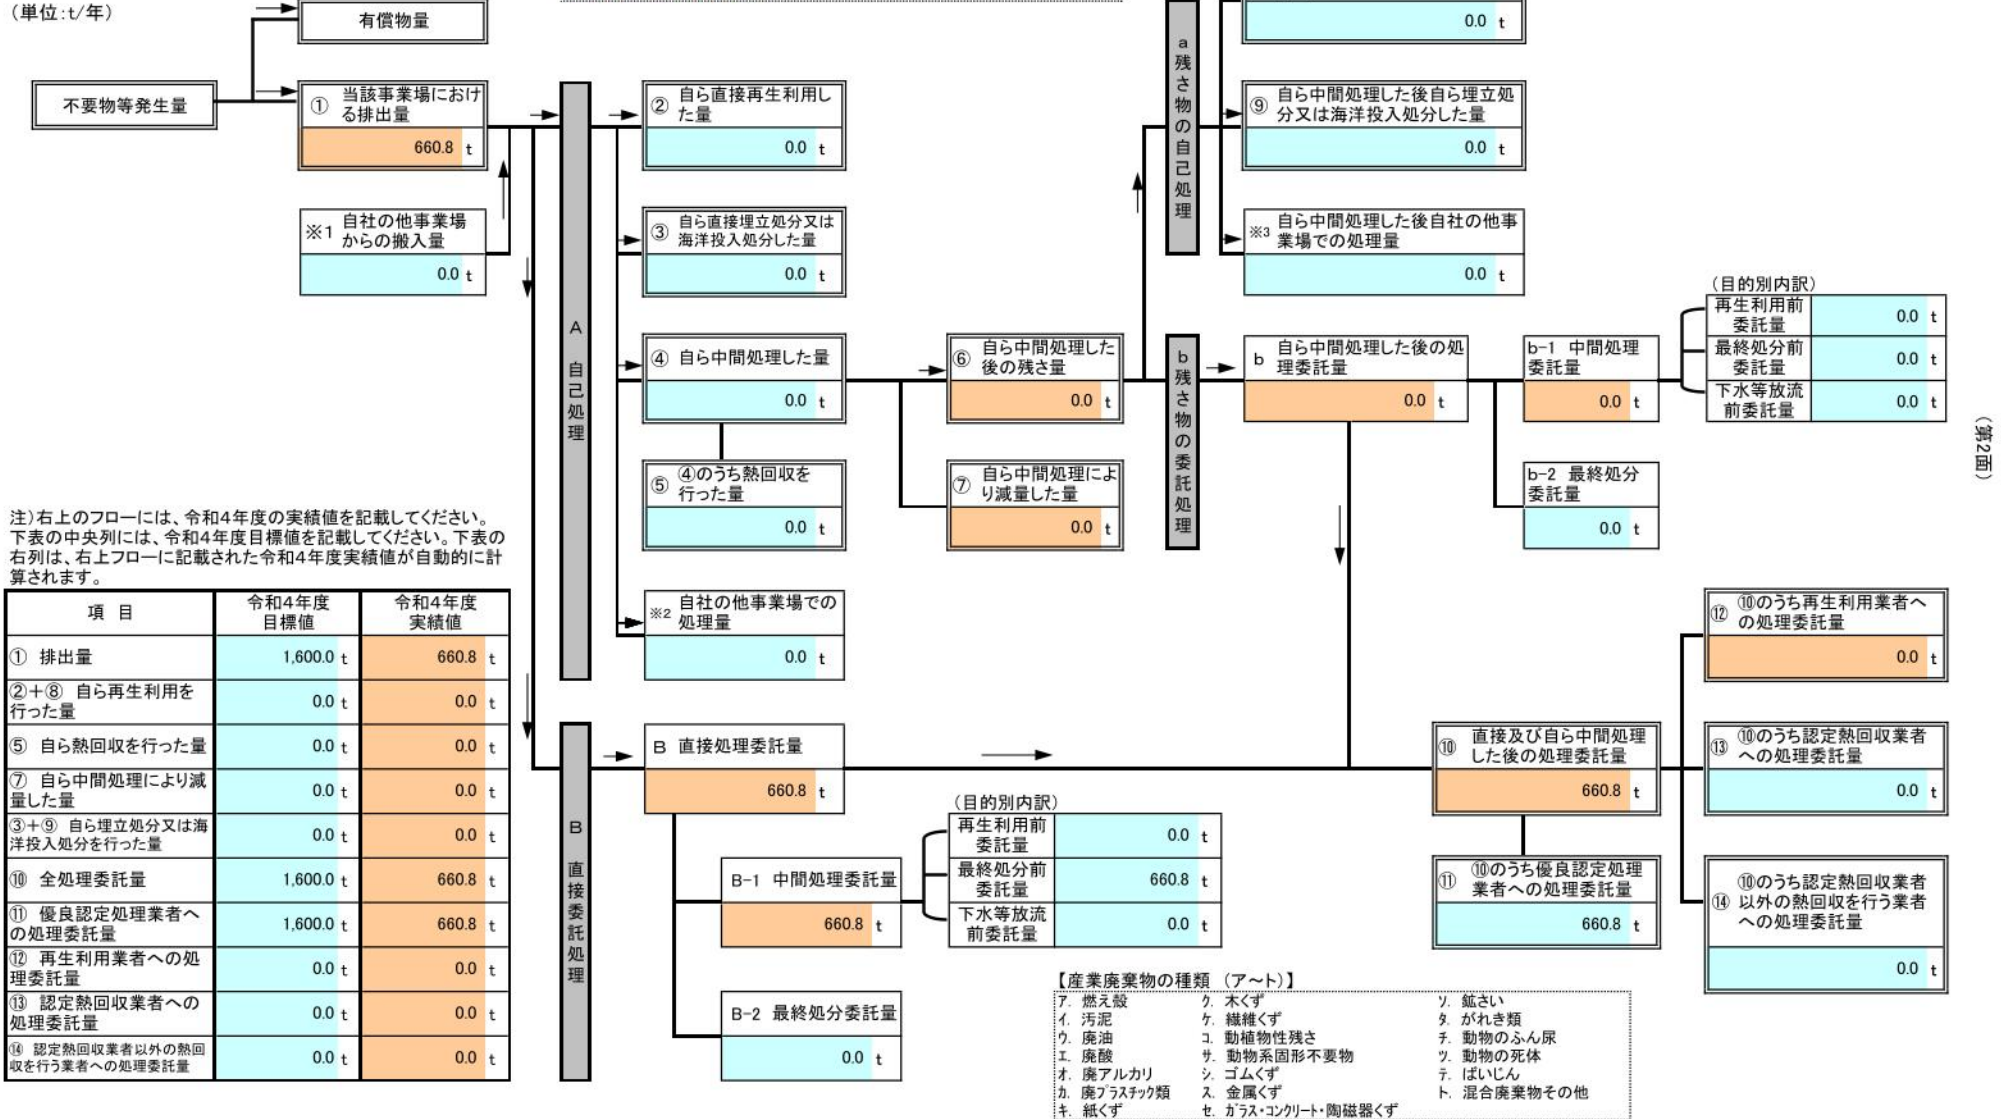 (単位:t/年)
有償物量
0.0 t
不要物等発生量
① 当該事業場におけ
る排出量
660.8 t
※1 自社の他事業場
からの搬入量
0.0 t
A 自己処理
② 自ら直接再生利用し
た量
0.0 t
③ 自ら直接埋立処分又は
海洋投入処分した量
0.0 t
④ 自ら中間処理した量
0.0 t
⑤ ④のうち熱回収を
行った量
0.0 t
※2 自社の他事業場での
処理量
0.0 t
⑥ 自ら中間処理した
後の残さ量
0.0 t
⑦ 自ら中間処理によ
り減量した量
0.0 t
a 残さ物の自己処理
⑨ 自ら中間処理した後自ら埋立処
分又は海洋投入処分した量
0.0 t
※3 自ら中間処理した後自社の他事
業場での処理量
0.0 t
b 残さ物の委託処理
b 自ら中間処理した後の処
理委託量
0.0 t
b-1 中間処理
委託量
0.0 t
(目的別内訳)
再生利用前
委託量 0.0 t
最終処分前
委託量 0.0 t
下水等放流
前委託量 0.0 t
b-2 最終処分
委託量
0.0 t
(第2面)
注)右上のフローには、令和4年度の実績値を記載してください。
下表の中央列には、令和4年度目標値を記載してください。下表の
右列は、右上フローに記載された令和4年度実績値が自動的に計
算されます。
項 目 令和4年度
目標値 令和4年度
実績値
① 排出量 1,600.0 t 660.8 t
②+⑧ 自ら再生利用を
行った量 0.0 t 0.0 t
⑤ 自ら熱回収を行った量 0.0 t 0.0 t
⑦ 自ら中間処理により減
量した量 0.0 t 0.0 t
③+⑨ 自ら埋立処分又は海
洋投入処分を行った量 0.0 t 0.0 t
⑩ 全処理委託量 1,600.0 t 660.8 t
⑪ 優良認定処理業者へ
の処理委託量 1,600.0 t 660.8 t
⑫ 再生利用業者への処
理委託量 0.0 t 0.0 t
⑬ 認定熱回収業者への
処理委託量 0.0 t 0.0 t
⑭ 認定熱回収業者以外の熱回
収を行う業者への処理委託量 0.0 t 0.0 t
B 直接委託処理
B 直接処理委託量
660.8 t
B-1 中間処理委託量
660.8 t
(目的別内訳)
再生利用前
委託量 0.0 t
最終処分前
委託量 660.8 t
下水等放流
前委託量 0.0 t
B-2 最終処分委託量
0.0 t
⑩ 直接及び自ら中間処理
した後の処理委託量
660.8 t
⑪ ⑩のうち優良認定処理
業者への処理委託量
660.8 t
⑫ ⑩のうち再生利用業者へ
の処理委託量
0.0 t
⑬ ⑩のうち認定熱回収業者
への処理委託量
0.0 t
⑭ ⑩のうち認定熱回収業者
以外の熱回収を行う業者
への処理委託量
0.0 t
【産業廃棄物の種類 (ア~ト)】
ア. 燃え殻 ク. 木くず ソ. 鉱さい
イ. 汚泥 ケ. 繊維くず タ. がれき類
ウ. 廃油 コ. 動植物性残さ チ. 動物のふん尿
エ. 廃酸 サ. 動物系固形不要物 ツ. 動物の死体
オ. 廃アルカリ シ. ゴムくず テ. ばいじん
カ. 廃プラスチック類 ス. 金属くず ト. 混合廃棄物その他
キ. 紙くず セ. ガラス・コンクリート・陶磁器くず